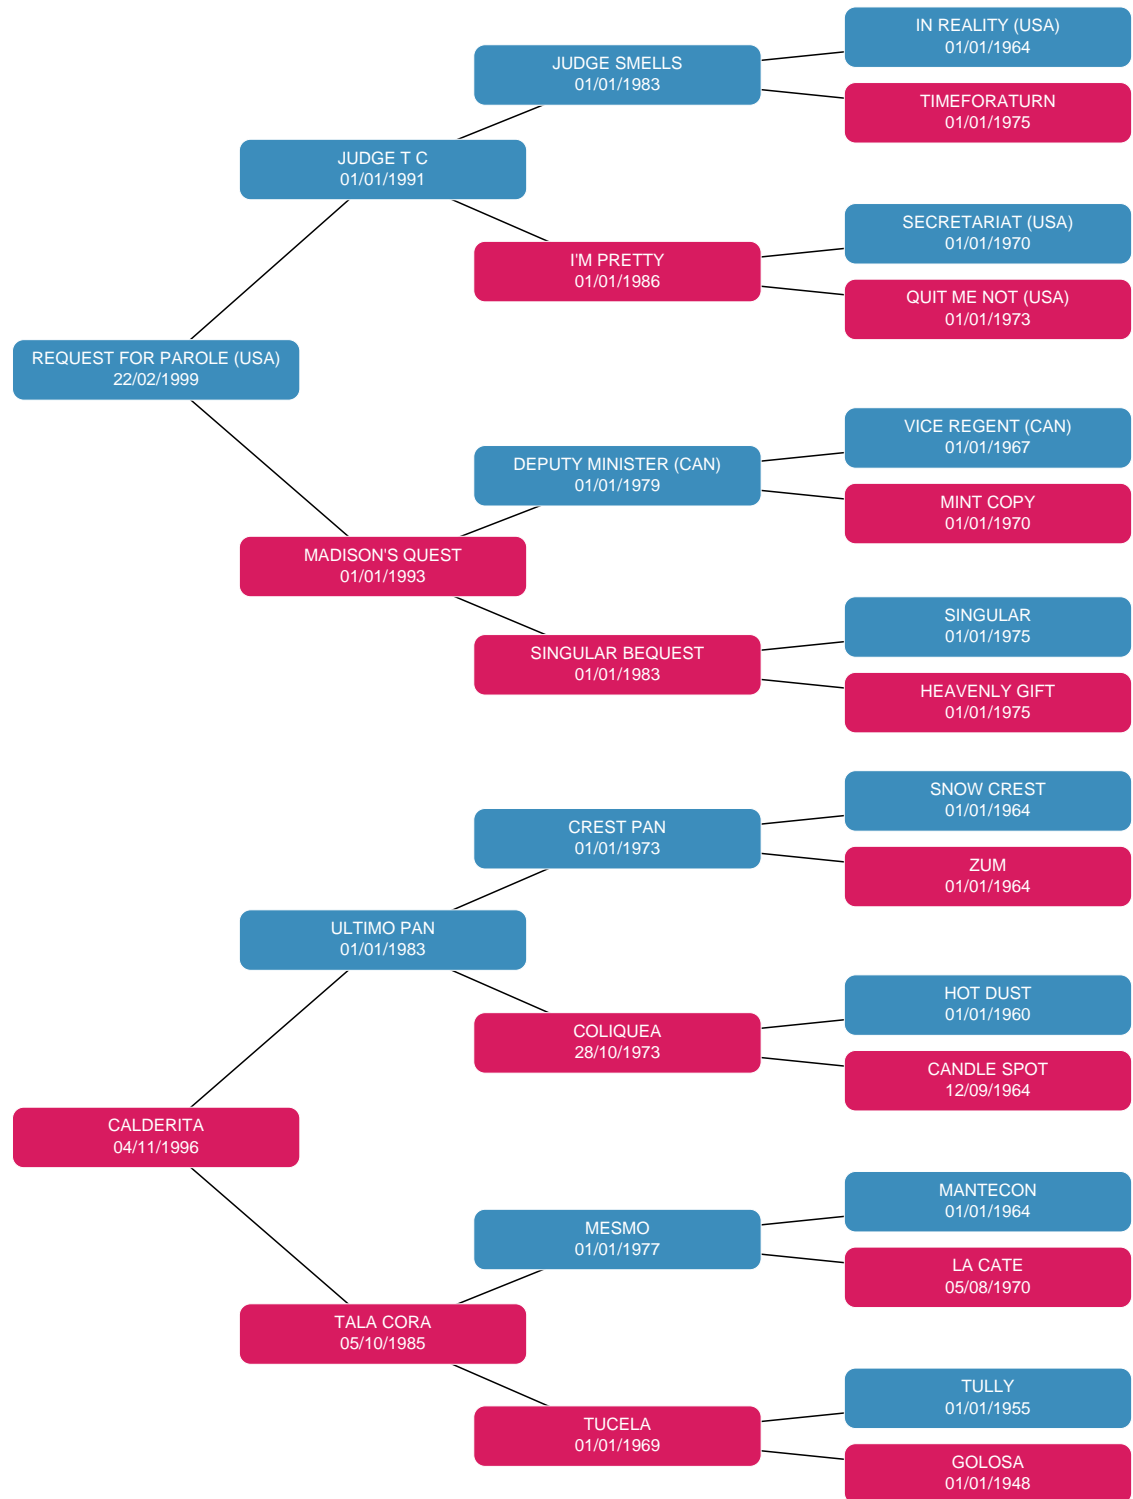 IN REALITY (USA)
01/01/1964
JUDGE SMELLS
01/01/1983
TIMEFORATURN
01/01/1975
JUDGE T C
01/01/1991
SECRETARIAT (USA)
01/01/1970
I'M PRETTY
01/01/1986
QUIT ME NOT (USA)
01/01/1973
REQUEST FOR PAROLE (USA)
22/02/1999
VICE REGENT (CAN)
01/01/1967
DEPUTY MINISTER (CAN)
01/01/1979
MINT COPY
01/01/1970
MADISON'S QUEST
01/01/1993
SINGULAR
01/01/1975
SINGULAR BEQUEST
01/01/1983
HEAVENLY GIFT
01/01/1975
SNOW CREST
01/01/1964
CREST PAN
01/01/1973
ZUM
01/01/1964
ULTIMO PAN
01/01/1983
HOT DUST
01/01/1960
COLIQUEA
28/10/1973
CANDLE SPOT
12/09/1964
CALDERITA
04/11/1996
MANTECON
01/01/1964
MESMO
01/01/1977
LA CATE
05/08/1970
TALA CORA
05/10/1985
TULLY
01/01/1955
TUCELA
01/01/1969
GOLOSA
01/01/1948